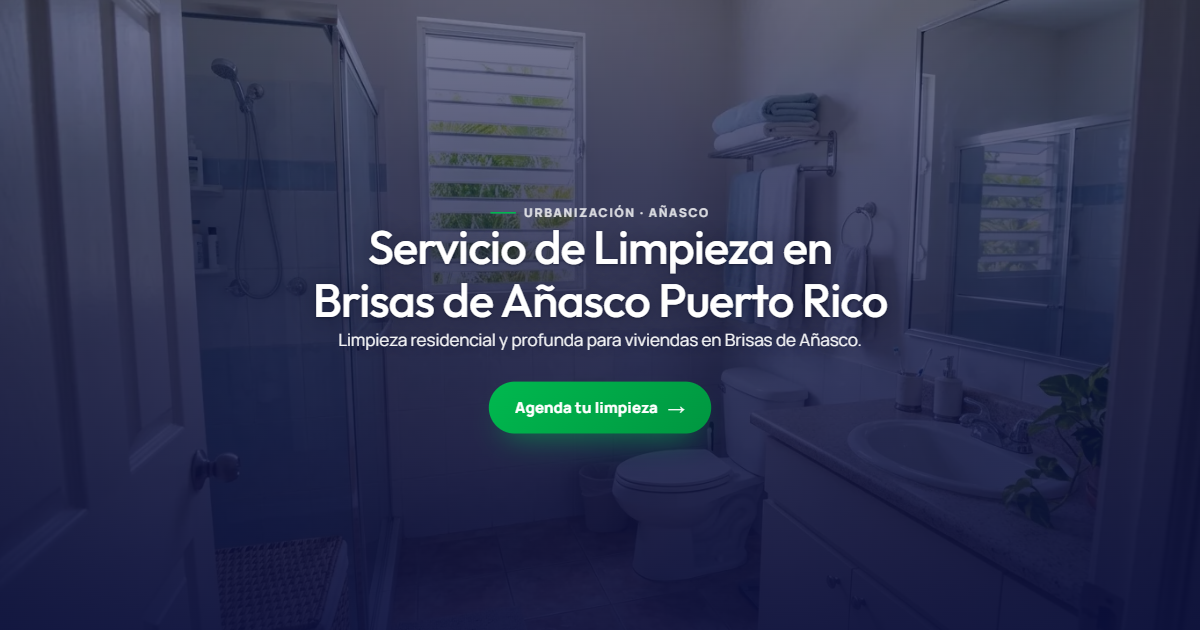 URBANIZACIÓN · AÑASCO
Servicio de Limpieza en
Brisas de Añasco Puerto Rico
Limpieza residencial y profunda para viviendas en Brisas de Añasco.
Agenda tu limpieza →